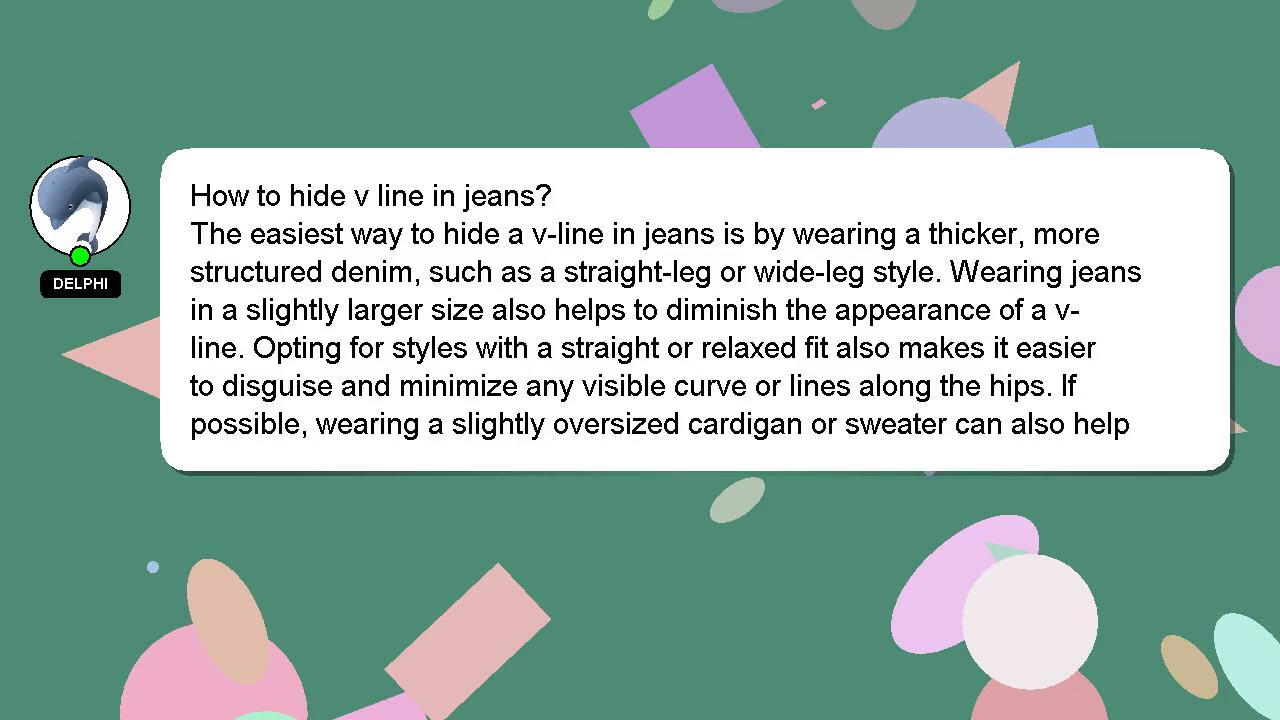 How to hide v line in jeans?
The easiest way to hide a v-line in jeans is by wearing a thicker, more
structured denim, such as a straight-leg or wide-leg style. Wearing jeans
in a slightly larger size also helps to diminish the appearance of a v-
line. Opting for styles with a straight or relaxed fit also makes it easier
to disguise and minimize any visible curve or lines along the hips. If
possible, wearing a slightly oversized cardigan or sweater can also help
DELPHI